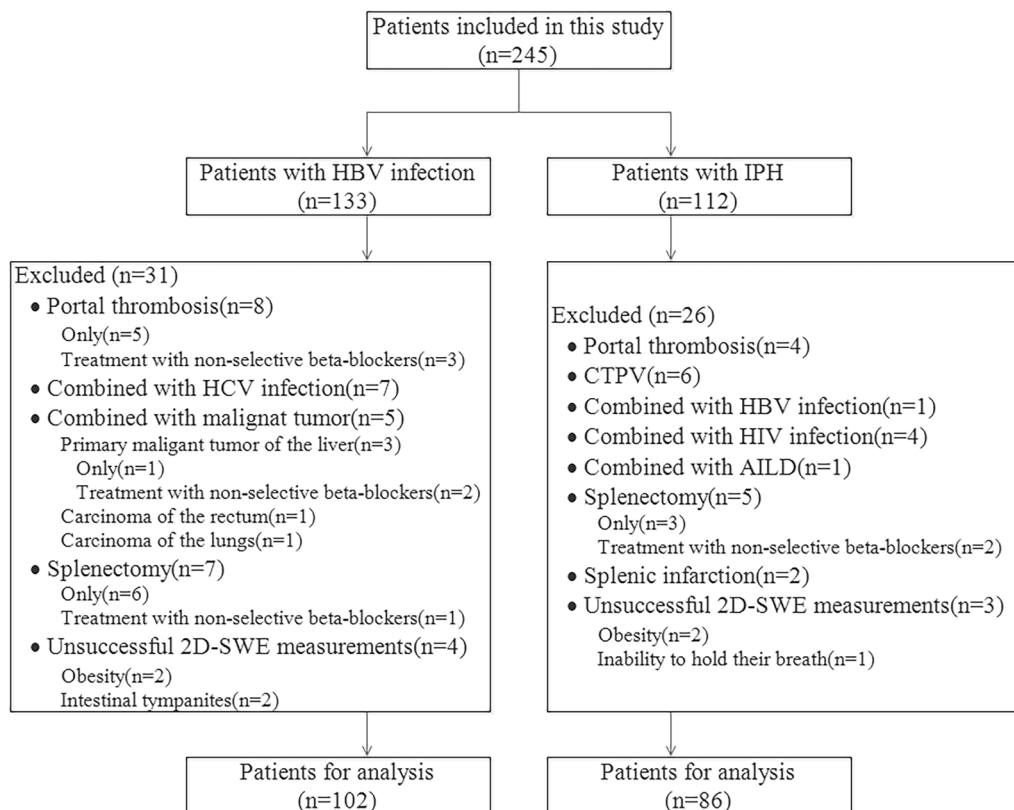 Patients included in this study
(n=245)
Patients with HBV infection
(n=133)
Patients with IPH
(n=112)
Excluded (n=31)
• Portal thrombosis(n=8)
Only(n=5)
Treatment with non-selective beta-blockers(n=3)
• Combined with HCV infection(n=7)
• Combined with malignat tumor(n=5)
Primary maligant tumor of the liver(n=3)
Only(n=1)
Treatment with non-selective beta-blockers(n=2)
Carcinoma of the rectum(n=1)
Carcinoma of the lungs(n=1)
• Splenectomy(n=7)
Only(n=6)
Treatment with non-selective beta-blockers(n=1)
• Unsuccessful 2D-SWE measurements(n=4)
Obesity(n=2)
Intestinal tympanites(n=2)
Excluded (n=26)
• Portal thrombosis(n=4)
• CTPV(n=6)
• Combined with HBV infection(n=1)
• Combined with HIV infection(n=4)
• Combined with AILD(n=1)
• Splenectomy(n=5)
Only(n=3)
Treatment with non-selective beta-blockers(n=2)
• Splenic infarction(n=2)
• Unsuccessful 2D-SWE measurements(n=3)
Obesity(n=2)
Inability to hold their breath(n=1)
Patients for analysis
(n=102)
Patients for analysis
(n=86)